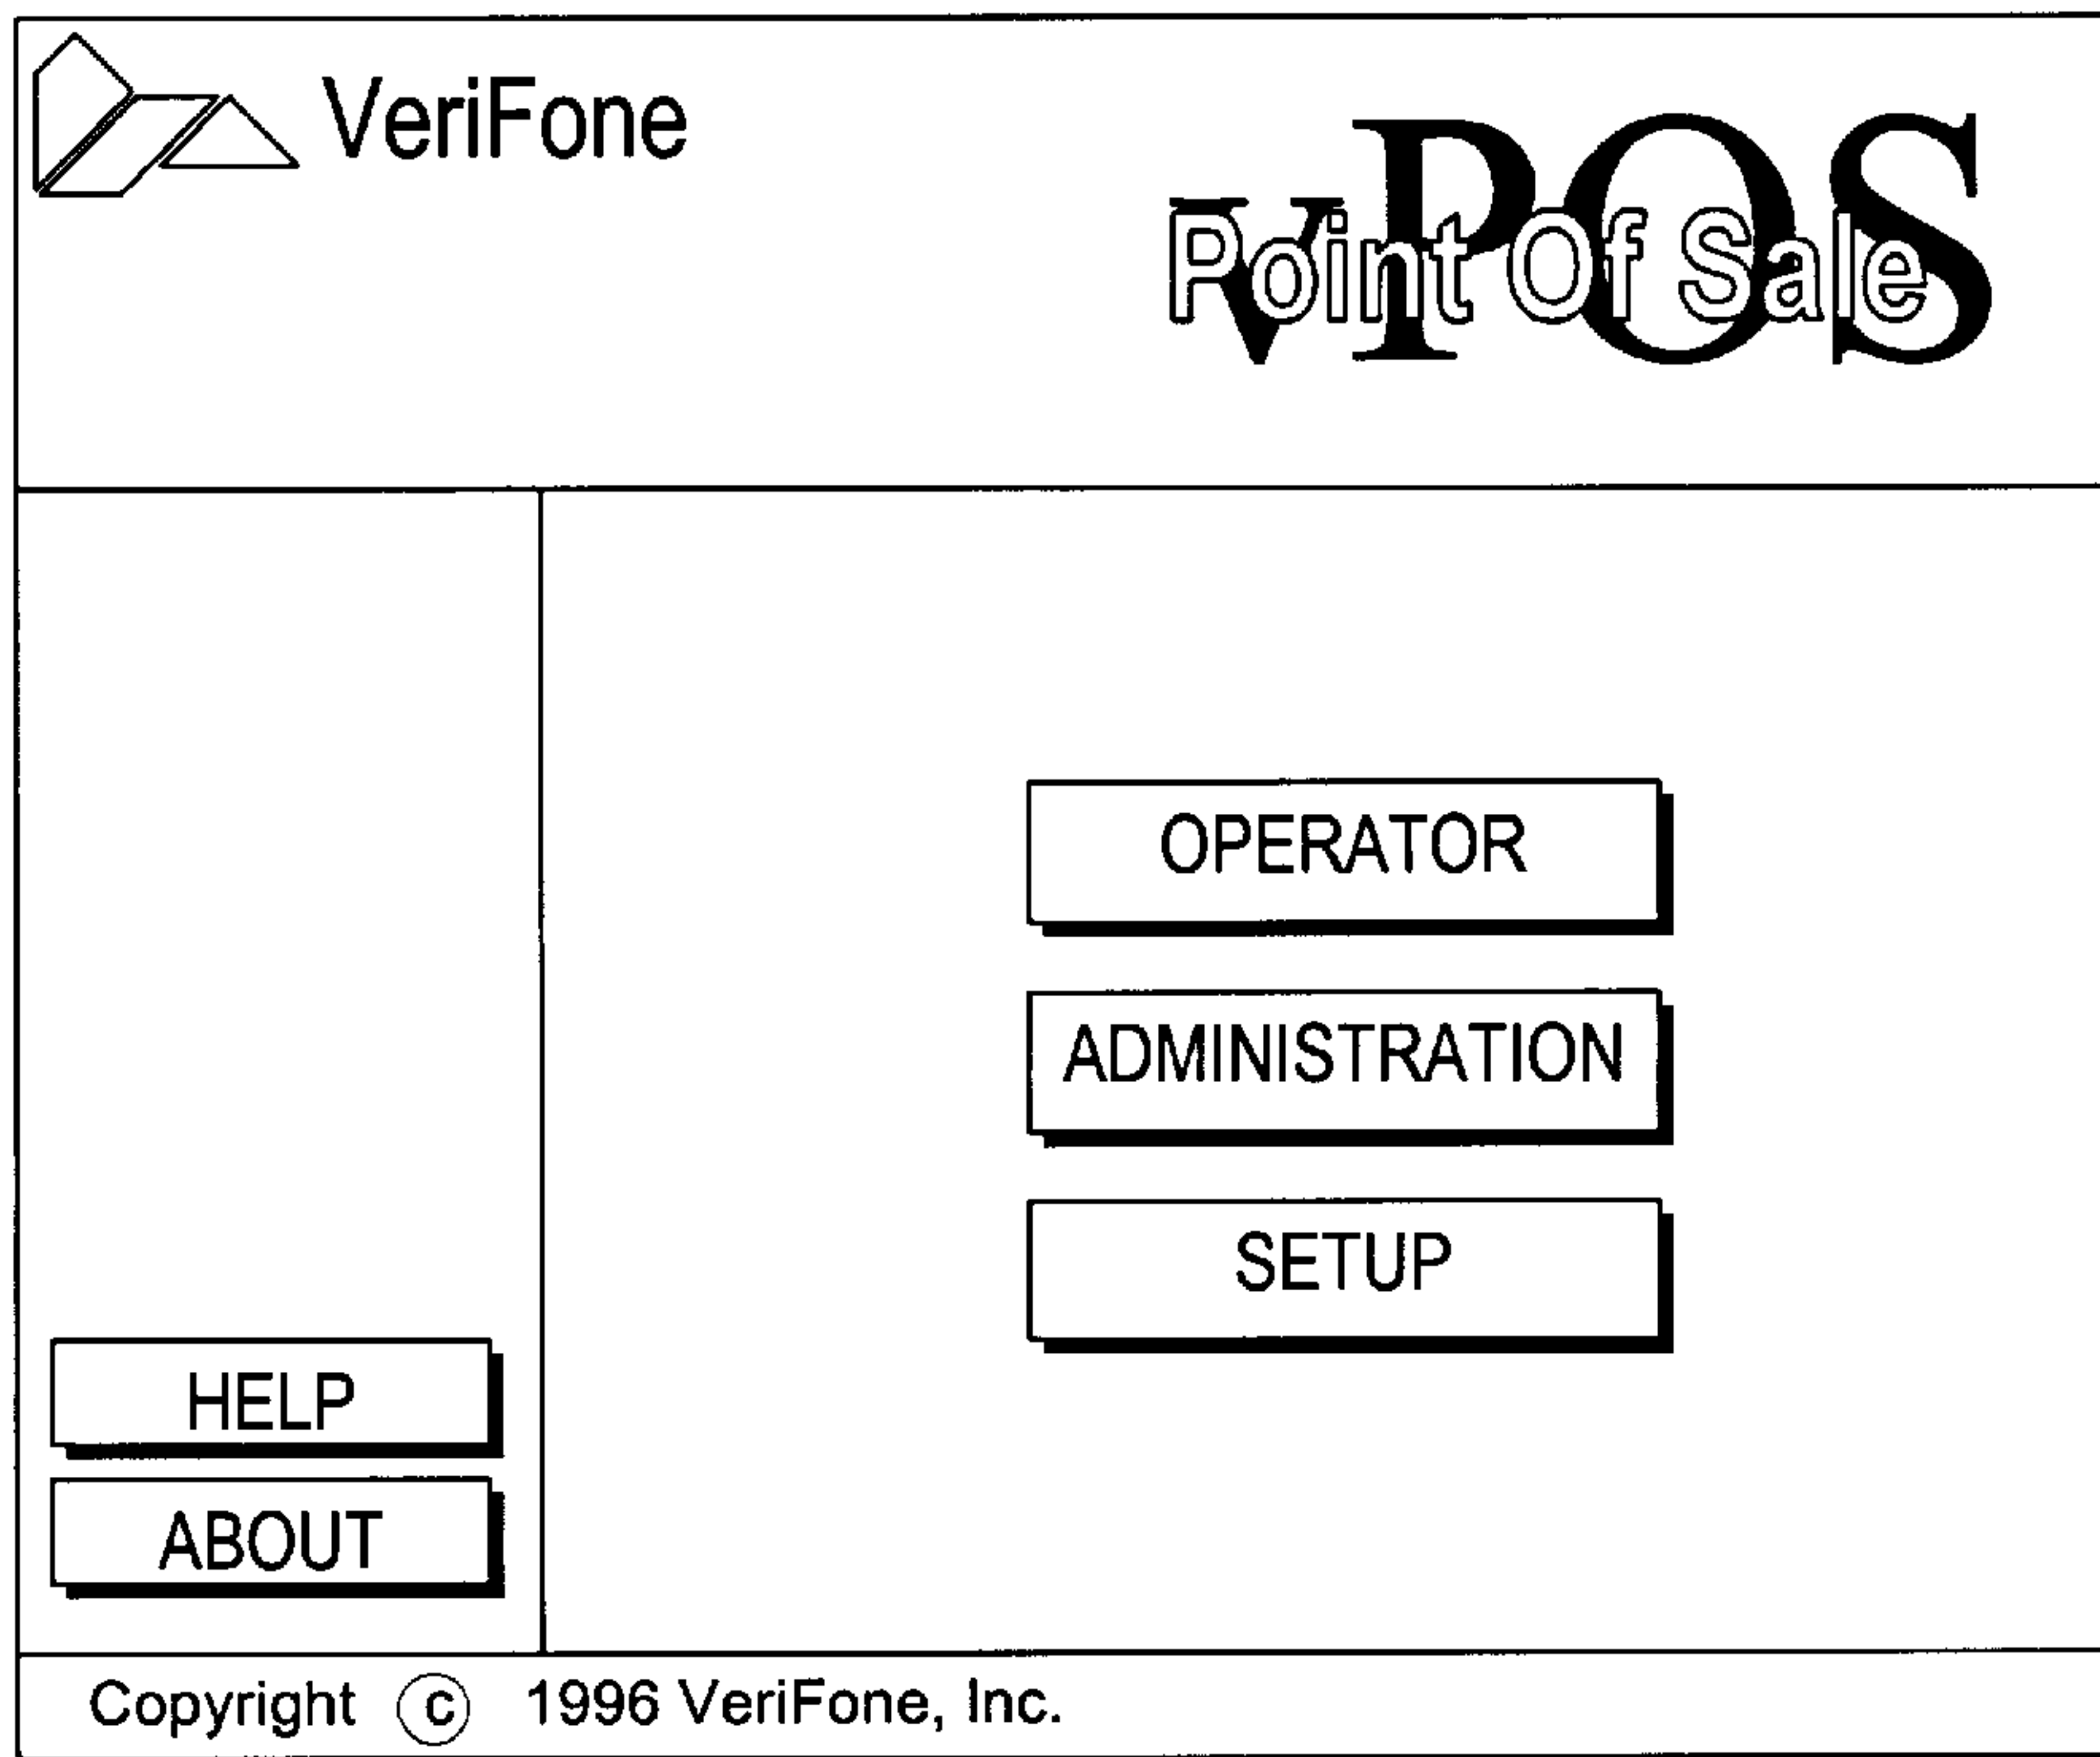 VeriFone
vPOS
Point Of Sale
OPERATOR
ADMINISTRATION
SETUP
HELP
ABOUT
Copyright © 1996 VeriFone, Inc.